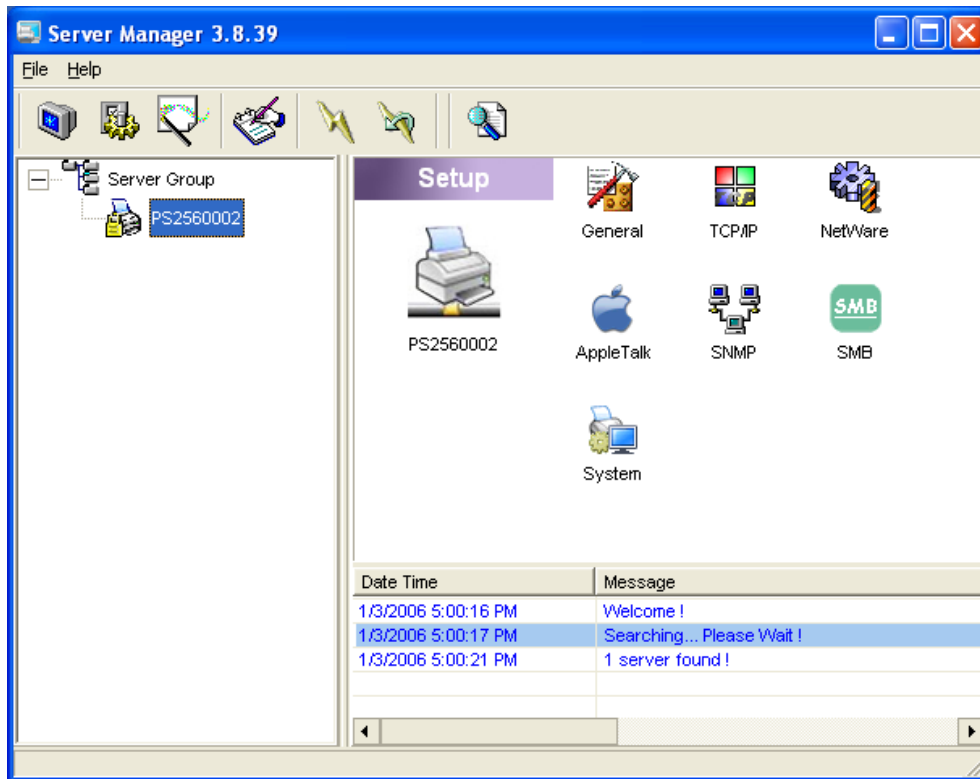 Server Manager 3.8.39
File Help
Server Group
PS2560002
Setup
PS2560002
General TCP/IP NetWare
AppleTalk SNMP SMB
SMB
System
Date Time Message
1/3/2006 5:00:16 PM Welcome !
1/3/2006 5:00:17 PM Searching... Please Wait !
1/3/2006 5:00:21 PM 1 server found !